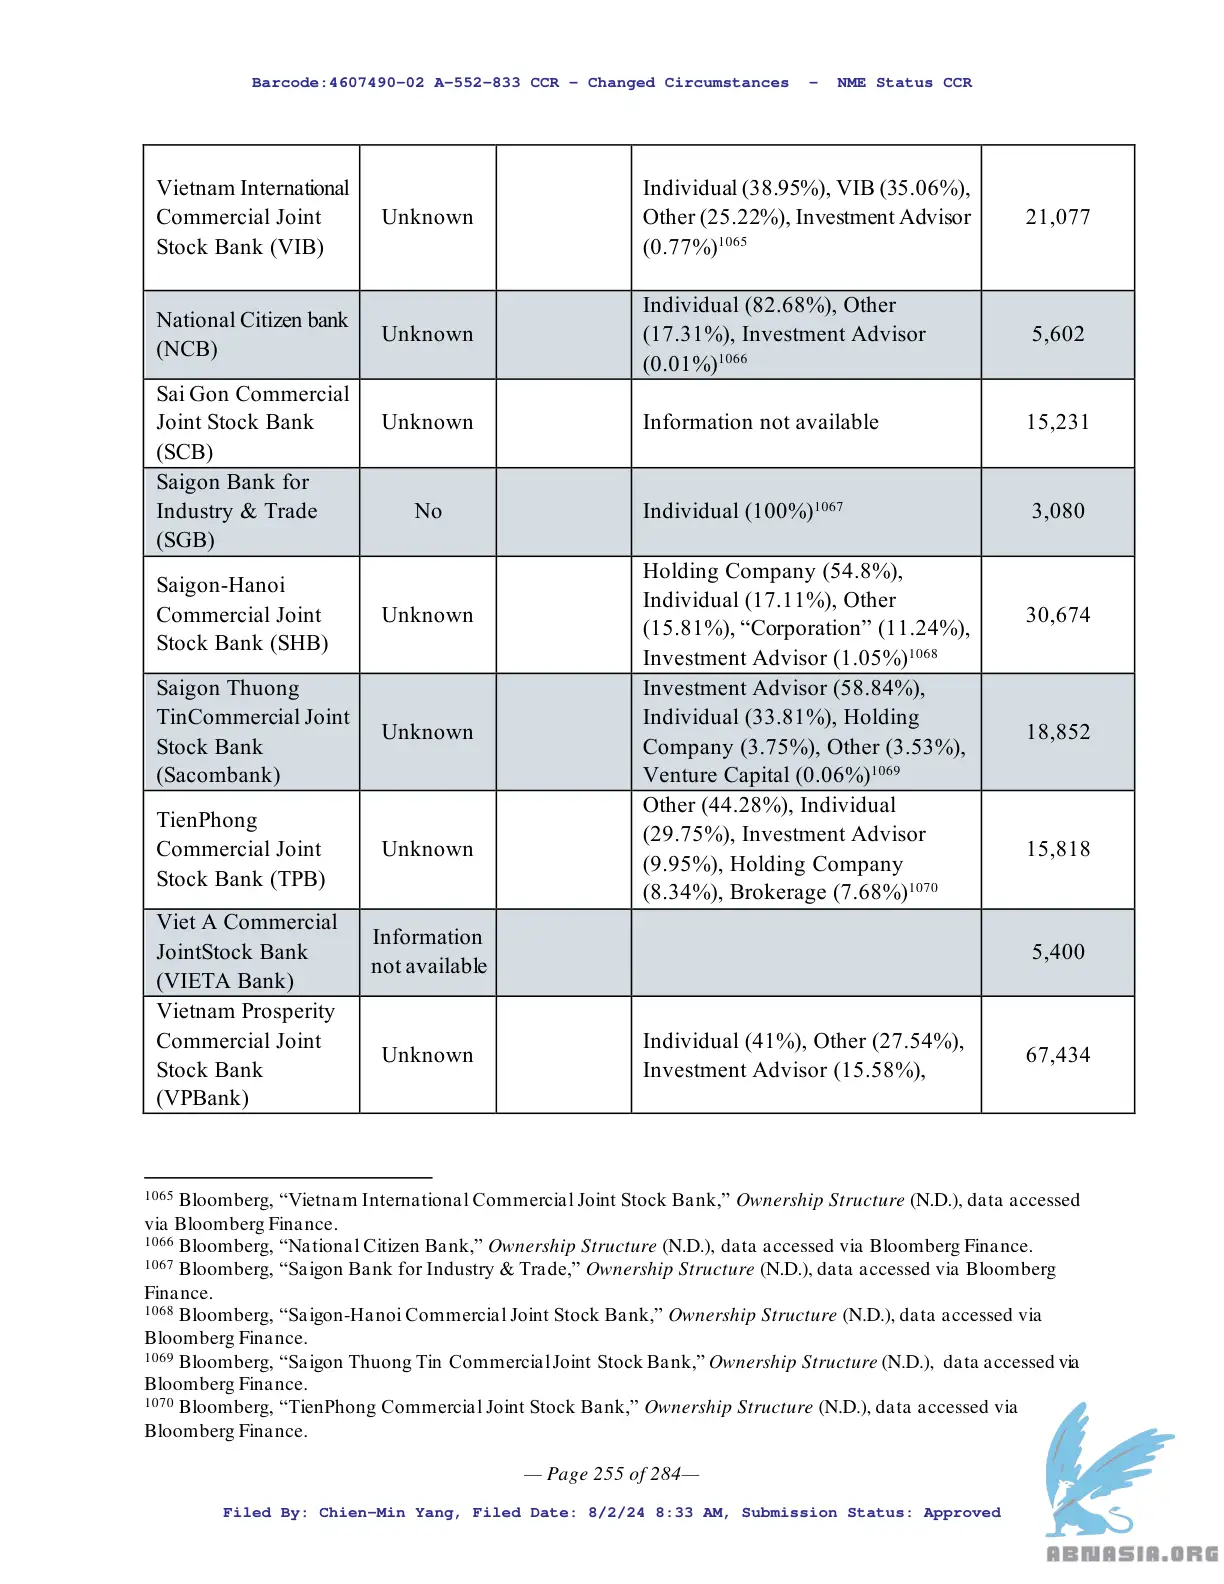 Barcode:4607490-02 A-552-833 CCR - Changed Circumstances  -  NME Status CCR
Vietnam International
Commercial Joint
Stock Bank (VIB)
Unknown
Individual (38.95%), VIB (35.06%),
Other (25.22%), Investment Advisor
(0.77%)1065
21,077
National Citizen bank
(NCB)
Unknown
Individual (82.68%), Other
(17.31%), Investment Advisor
(0.01%)1066
5,602
Sai Gon Commercial
Joint Stock Bank
(SCB)
Unknown
Information not available
15,231
Saigon Bank for
Industry & Trade
(SGB)
No
Individual (100%)1067
3,080
Saigon-Hanoi
Commercial Joint
Stock Bank (SHB)
Unknown
Holding Company (54.8%),
Individual (17.11%), Other
(15.81%), “Corporation” (11.24%),
Investment Advisor (1.05%)1068
30,674
Saigon Thuong
TinCommercial Joint
Stock Bank
(Sacombank)
Unknown
Investment Advisor (58.84%),
Individual (33.81%), Holding
Company (3.75%), Other (3.53%),
Venture Capital (0.06%)1069
18,852
TienPhong
Commercial Joint
Stock Bank (TPB)
Unknown
Other (44.28%), Individual
(29.75%), Investment Advisor
(9.95%), Holding Company
(8.34%), Brokerage (7.68%)1070
15,818
Viet A Commercial
JointStock Bank
(VIETA Bank)
Information
not available
5,400
Vietnam Prosperity
Commercial Joint
Stock Bank
(VPBank)
Unknown
Individual (41%), Other (27.54%),
Investment Advisor (15.58%),
67,434
1065 Bloomberg, “Vietnam International Commercial Joint Stock Bank,” Ownership Structure (N.D.), data accessed
via Bloomberg Finance.
1066 Bloomberg, “National Citizen Bank,” Ownership Structure (N.D.), data accessed via Bloomberg Finance.
1067 Bloomberg, “Saigon Bank for Industry & Trade,” Ownership Structure (N.D.), data accessed via Bloomberg
Finance.
1068 Bloomberg, “Saigon-Hanoi Commercial Joint Stock Bank,” Ownership Structure (N.D.), data accessed via
Bloomberg Finance.
1069 Bloomberg, “Saigon Thuong Tin Commercial Joint Stock Bank,” Ownership Structure (N.D.), data accessed via
Bloomberg Finance.
1070 Bloomberg, “TienPhong Commercial Joint Stock Bank,” Ownership Structure (N.D.), data accessed via
Bloomberg Finance.
— Page 255 of 284—
Filed By: Chien-Min Yang, Filed Date: 8/2/24 8:33 AM, Submission Status: Approved
ABNASIA.ORG